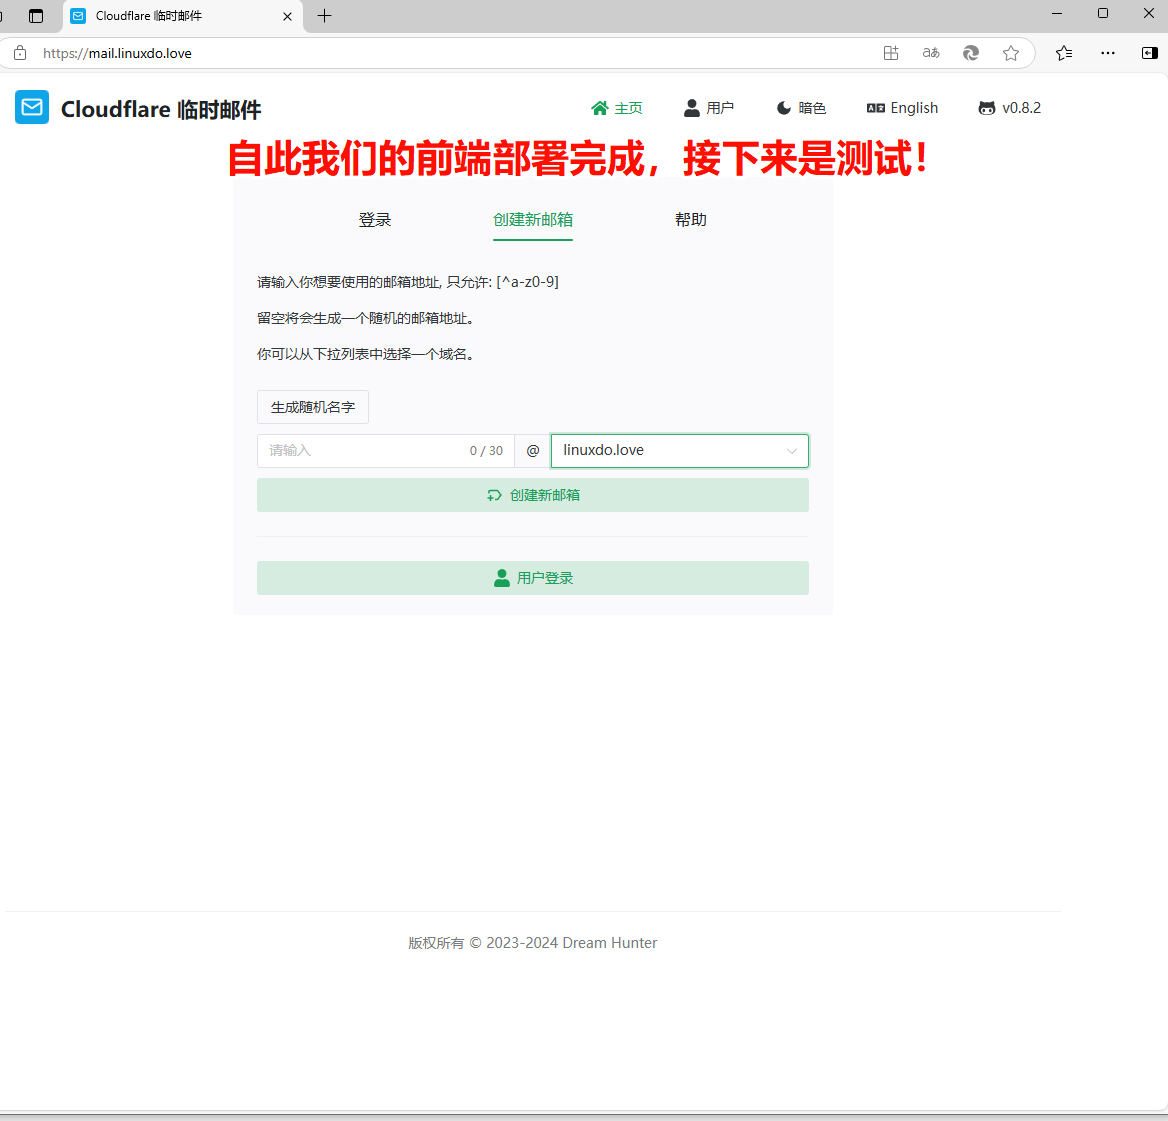 Cloudflare 临时邮件
https://mail.linuxdo.love
aあ
Cloudflare 临时邮件
主页
用户
暗色
English
v0.8.2
自此我们的前端部署完成，接下来是测试！
登录
创建新邮箱
帮助
请输入你想要使用的邮箱地址, 只允许: [^a-z0-9]
留空将会生成一个随机的邮箱地址。
你可以从下拉列表中选择一个域名。
生成随机名字
请输入
0 / 30
@
linuxdo.love
创建新邮箱
用户登录
版权所有 © 2023-2024 Dream Hunter